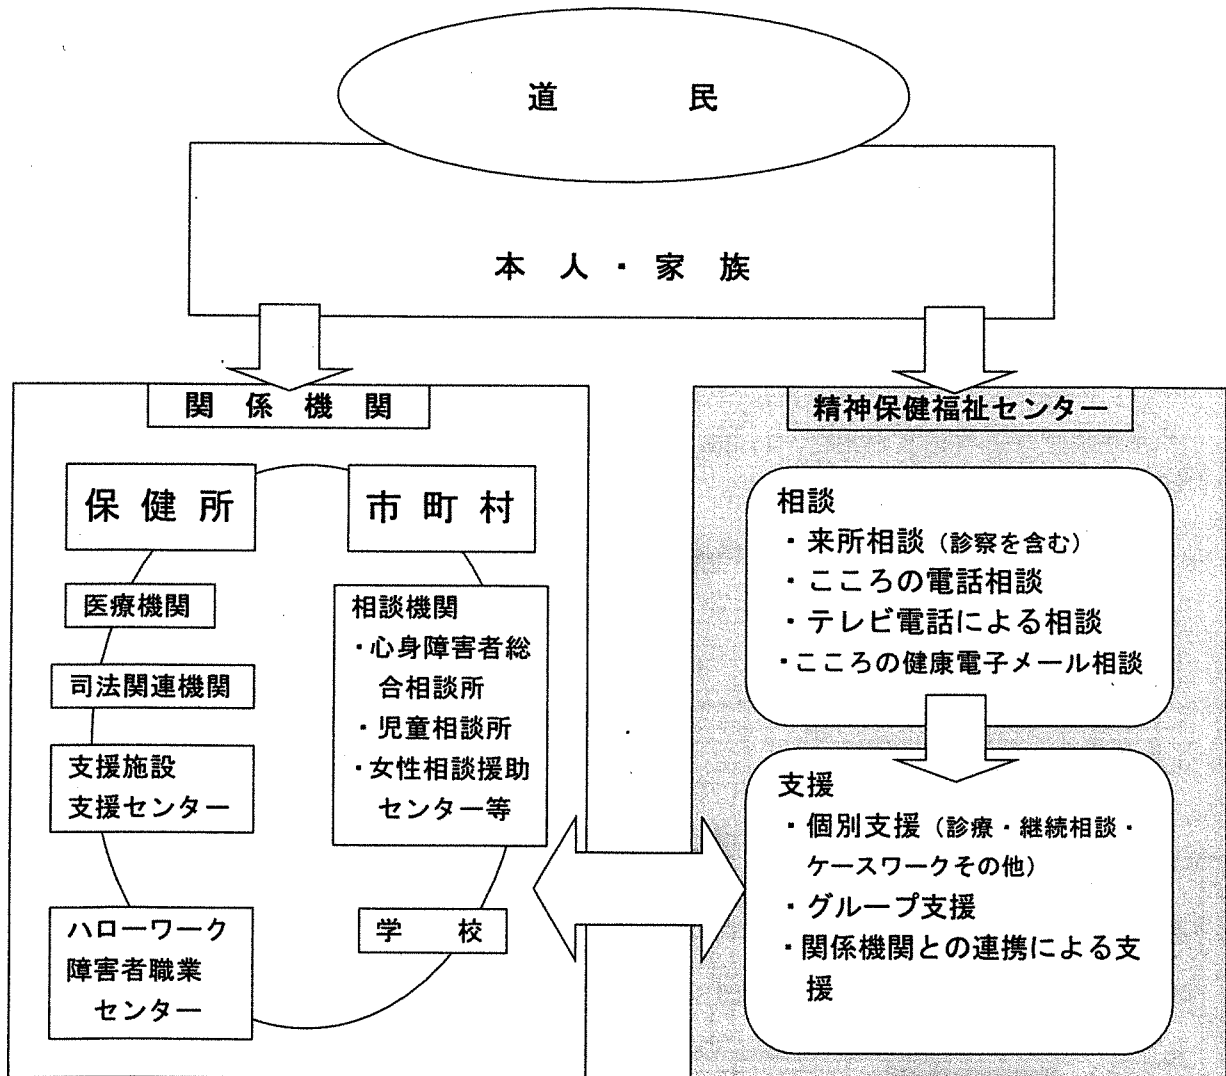 道 民
本 人 ・ 家 族
関 係 機 関
保 健 所
市 町 村
医療機関
司法関連機関
支援施設
支援センター
ハローワーク
障害者職業
センター
相談機関
・心身障害者総
合相談所
・児童相談所
・女性相談援助
センター等
学 校
精神保健福祉センター
相談
・来所相談（診察を含む）
・こころの電話相談
・テレビ電話による相談
・こころの健康電子メール相談
支援
・個別支援（診療・継続相談・
ケースワークその他）
・グループ支援
・関係機関との連携による支
援